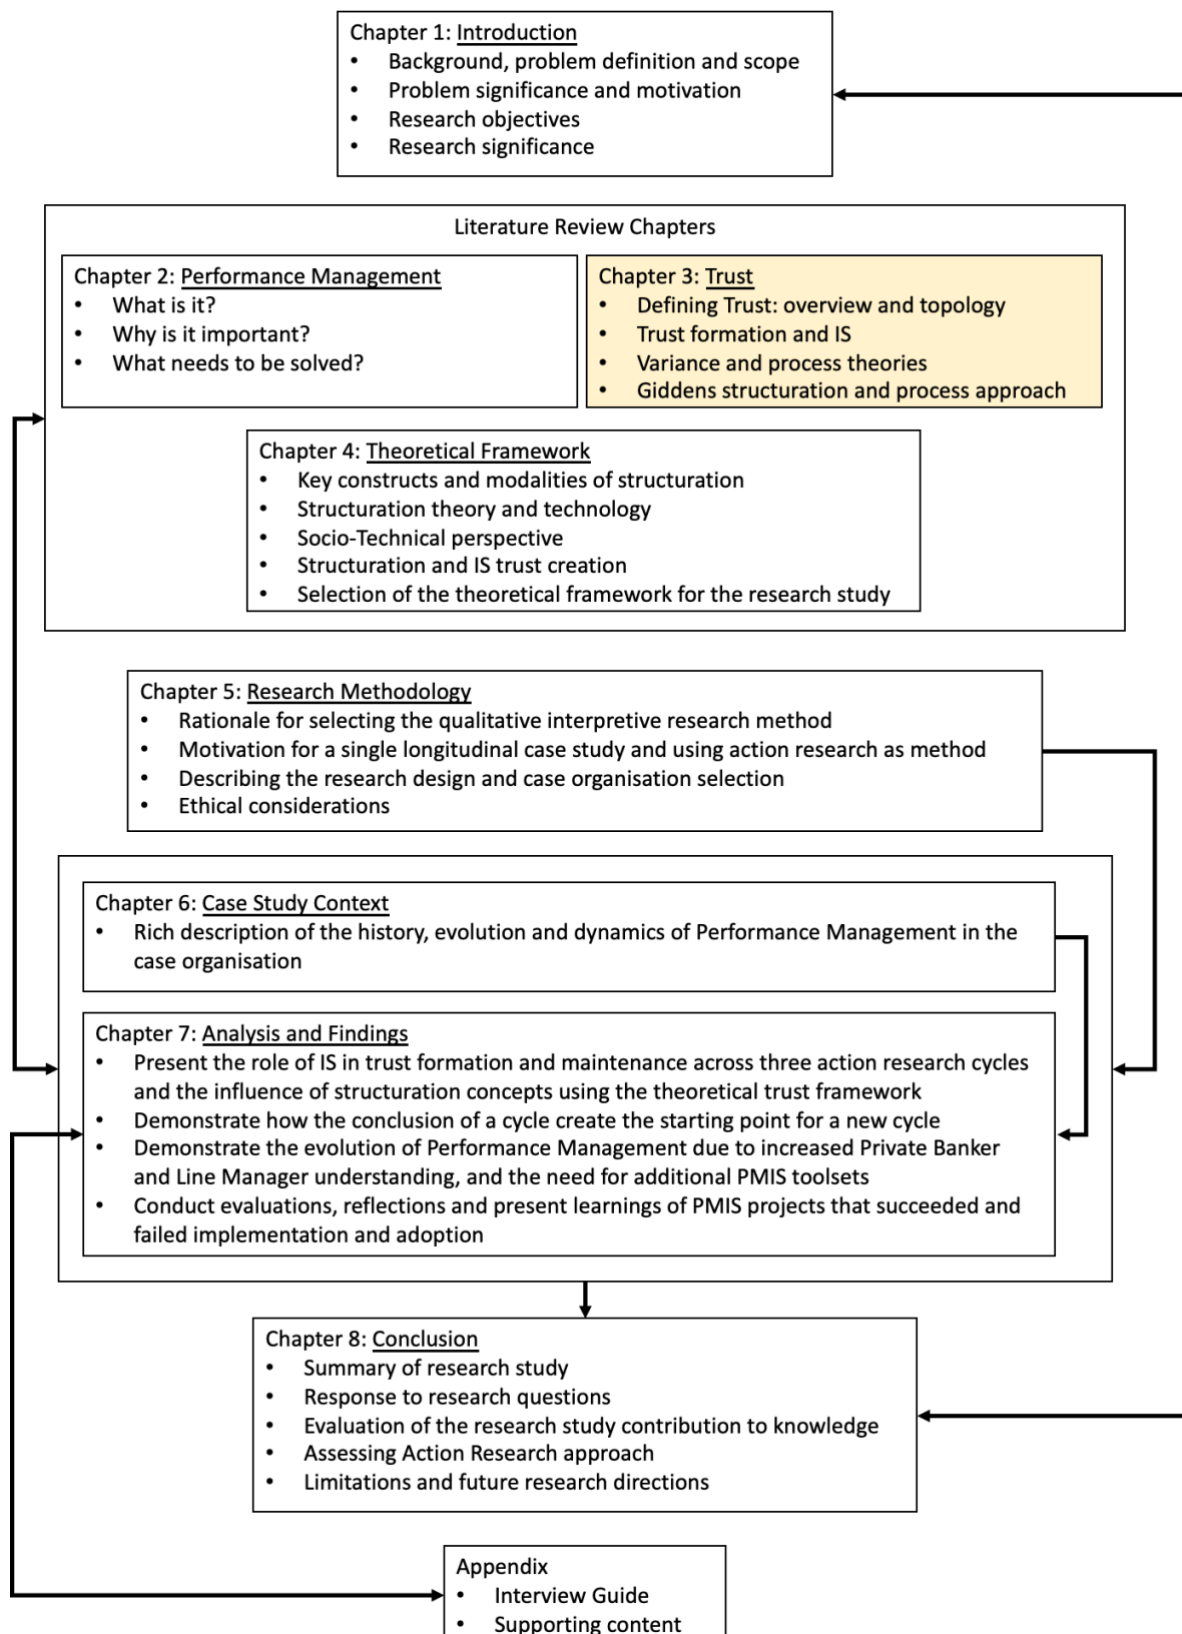 Chapter 1: Introduction
• Background, problem definition and scope
• Problem significance and motivation
• Research objectives
• Research significance
Literature Review Chapters
Chapter 2: Performance Management
• What is it?
• Why is it important?
• What needs to be solved?
Chapter 3: Trust
• Defining Trust: overview and topology
• Trust formation and IS
• Variance and process theories
• Giddens structuration and process approach
Chapter 4: Theoretical Framework
• Key constructs and modalities of structuration
• Structuration theory and technology
• Socio-Technical perspective
• Structuration and IS trust creation
• Selection of the theoretical framework for the research study
Chapter 5: Research Methodology
• Rationale for selecting the qualitative interpretive research method
• Motivation for a single longitudinal case study and using action research as method
• Describing the research design and case organisation selection
• Ethical considerations
Chapter 6: Case Study Context
• Rich description of the history, evolution and dynamics of Performance Management in the
case organisation
Chapter 7: Analysis and Findings
• Present the role of IS in trust formation and maintenance across three action research cycles
and the influence of structuration concepts using the theoretical trust framework
• Demonstrate how the conclusion of a cycle create the starting point for a new cycle
• Demonstrate the evolution of Performance Management due to increased Private Banker
and Line Manager understanding, and the need for additional PMIS toolsets
• Conduct evaluations, reflections and present learnings of PMIS projects that succeeded and
failed implementation and adoption
Chapter 8: Conclusion
• Summary of research study
• Response to research questions
• Evaluation of the research study contribution to knowledge
• Assessing Action Research approach
• Limitations and future research directions
Appendix
• Interview Guide
• Supporting content